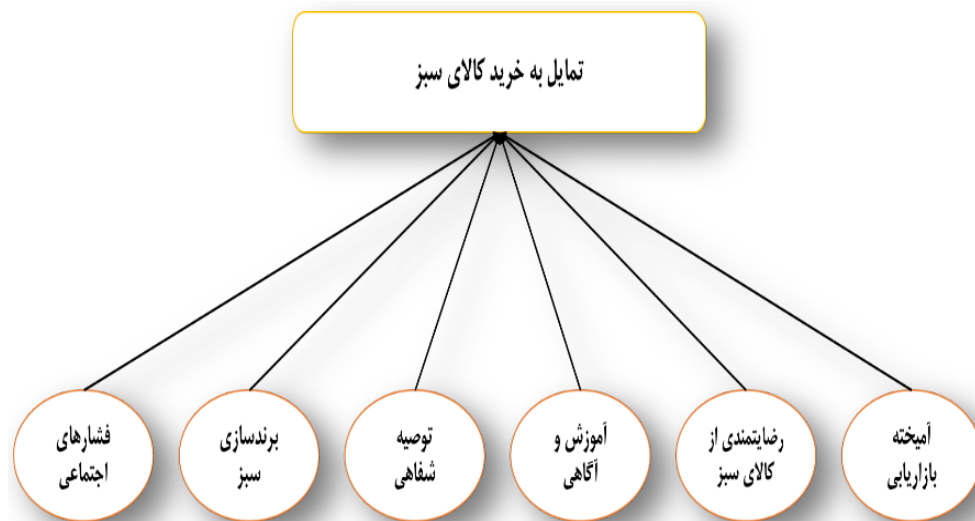 تمایل به خرید کالای سبز
آمیخته
بازاریابی
رضایتمندی از
کالای سبز
آموزش و
آگاهی
توصیه
شفاهی
برندسازی
سبز
فشارهای
اجتماعی